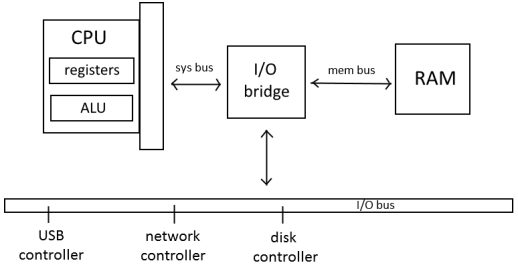 CPU
registers
ALU
sys bus
I/O
bridge
mem bus
RAM
I/O bus
USB
controller
network
controller
disk
controller